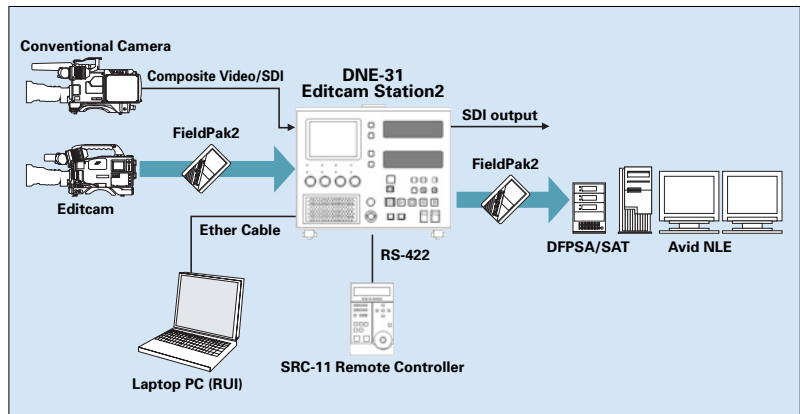 Conventional Camera
Composite Video/SDI
DNE-31
Editcam Station2
SDI output
FieldPak2
FieldPak2
Editcam
Ether Cable
RS-422
DFPSA/SAT
Avid NLE
SRC-11 Remote Controller
Laptop PC (RUI)